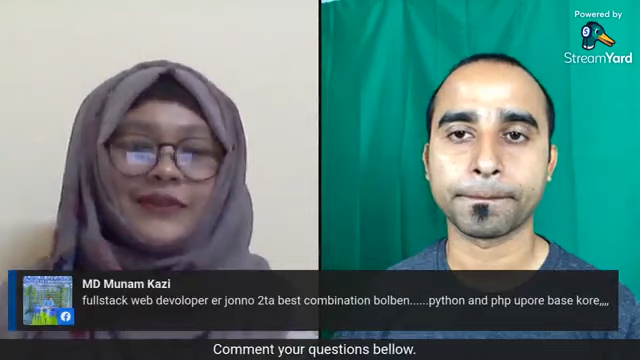 Powered by
StreamYard
MD Munam Kazi
fullstack web devoloper er jonno 2ta best combination bolben......python and php upore base kore,,,,
Comment your questions bellow.